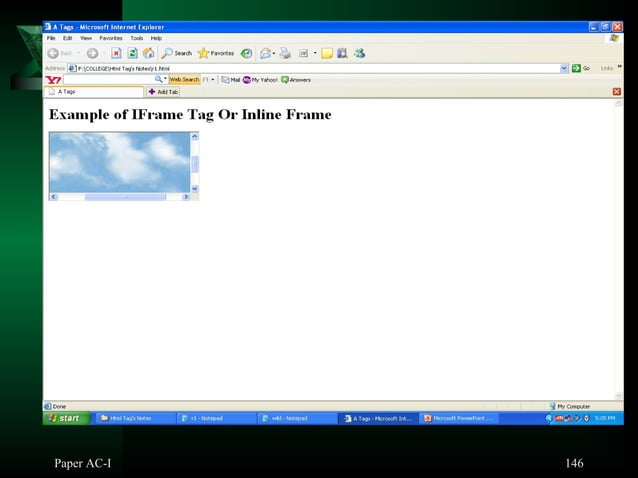 A Tags - Microsoft Internet Explorer
File Edit View Favorites Tools Help
Back Search Favorites
Address F:\COLLEGE\Html Tag's Notes\r1.html Go Links »
Y! Web Search Mail My Yahoo! Answers
A Tags Add Tab
Example of IFrame Tag Or Inline Frame
Done My Computer
start Html Tag's Notes r1 - Notepad A Tags - Microsoft Int... Microsoft PowerPoint ... 5:05 PM
Paper AC-I 146